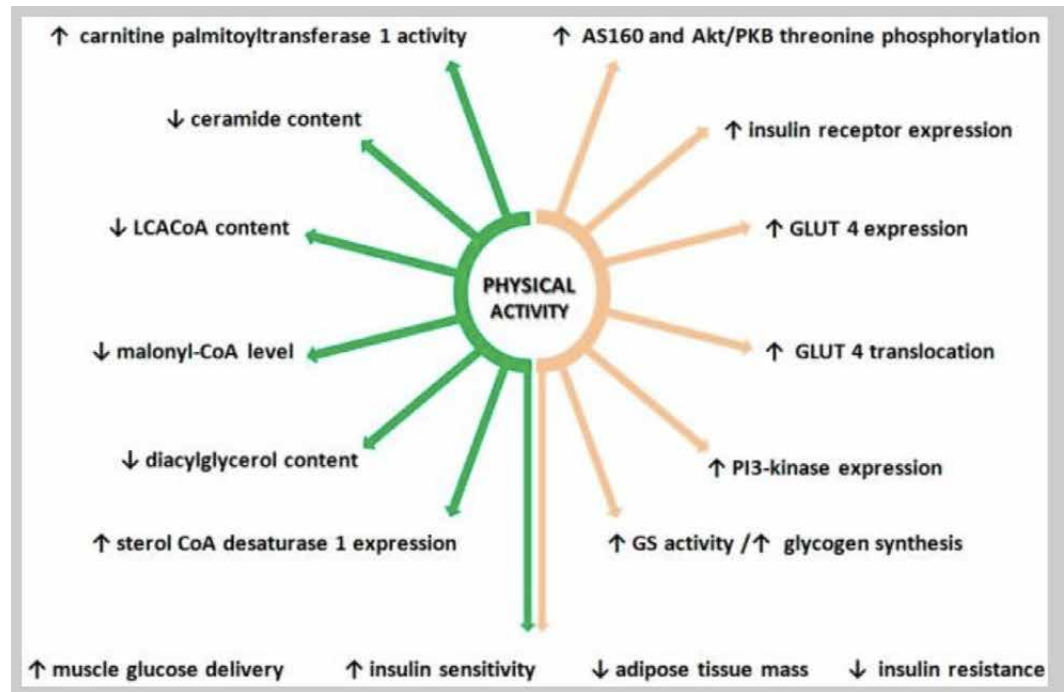 ↑ carnitine palmitoyltransferase 1 activity
↑ AS160 and Akt/PKB threonine phosphorylation
↓ ceramide content
↑ insulin receptor expression
↓ LCACoA content
↑ GLUT 4 expression
PHYSICAL
ACTIVITY
↓ malonyl-CoA level
↑ GLUT 4 translocation
↓ diacylglycerol content
↑ PI3-kinase expression
↑ sterol CoA desaturase 1 expression
↑ GS activity /↑ glycogen synthesis
↑ muscle glucose delivery
↑ insulin sensitivity
↓ adipose tissue mass
↓ insulin resistance